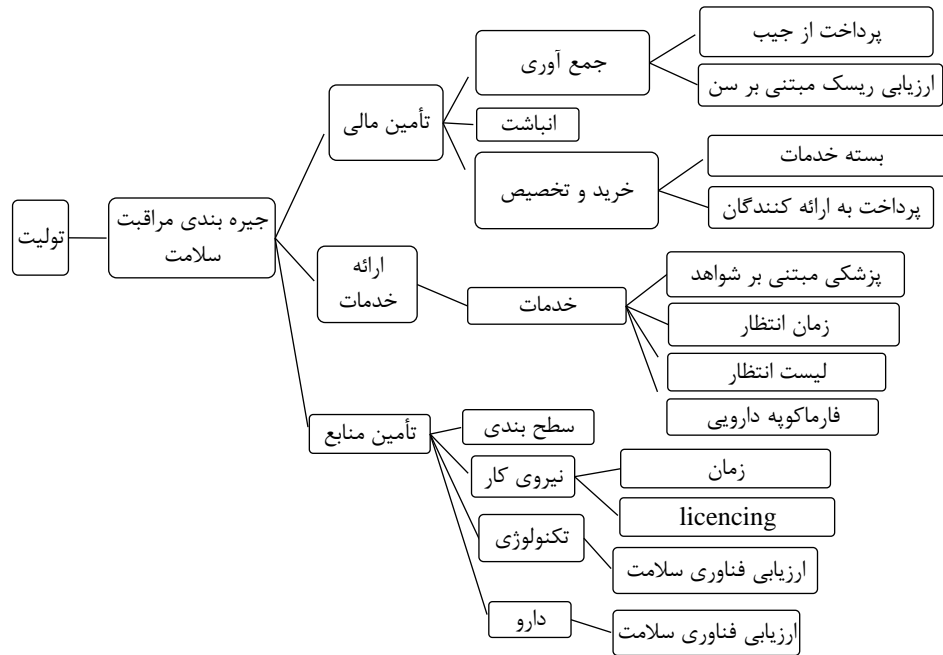 تولیت
جیره بندی مراقبت
سلامت
تأمین مالی
جمع آوری
پرداخت از جیب
ارزیابی ریسک مبتنی بر سن
انباشت
خرید و تخصیص
بسته خدمات
پرداخت به ارائه کنندگان
ارائه
خدمات
خدمات
پزشکی مبتنی بر شواهد
زمان انتظار
لیست انتظار
فارماکوپه دارویی
تأمین منابع
سطح بندی
نیروی کار
زمان
licencing
تکنولوژی
ارزیابی فناوری سلامت
دارو
ارزیابی فناوری سلامت